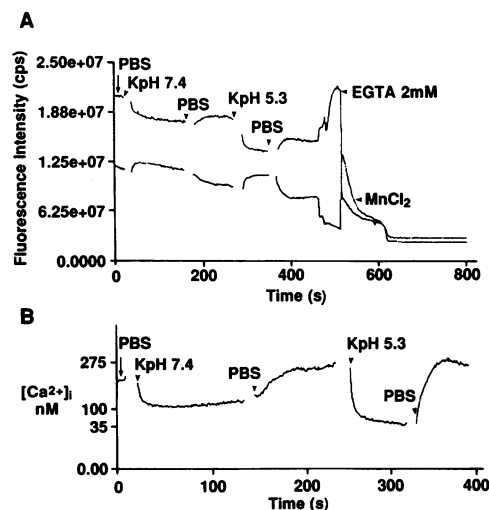 A
Fluorescence Intensity (cps)
2.50e+07
1.88e+07
1.25e+07
6.25e+07
0.0000
PBS
KpH 7.4
PBS
KpH 5.3
PBS
EGTA 2mM
MnCl₂
0
200
400
600
800
Time (s)
B
[Ca²⁺]ᵢ
nM
275
100
35
0.00
PBS
KpH 7.4
PBS
KpH 5.3
PBS
0
100
200
300
400
Time (s)